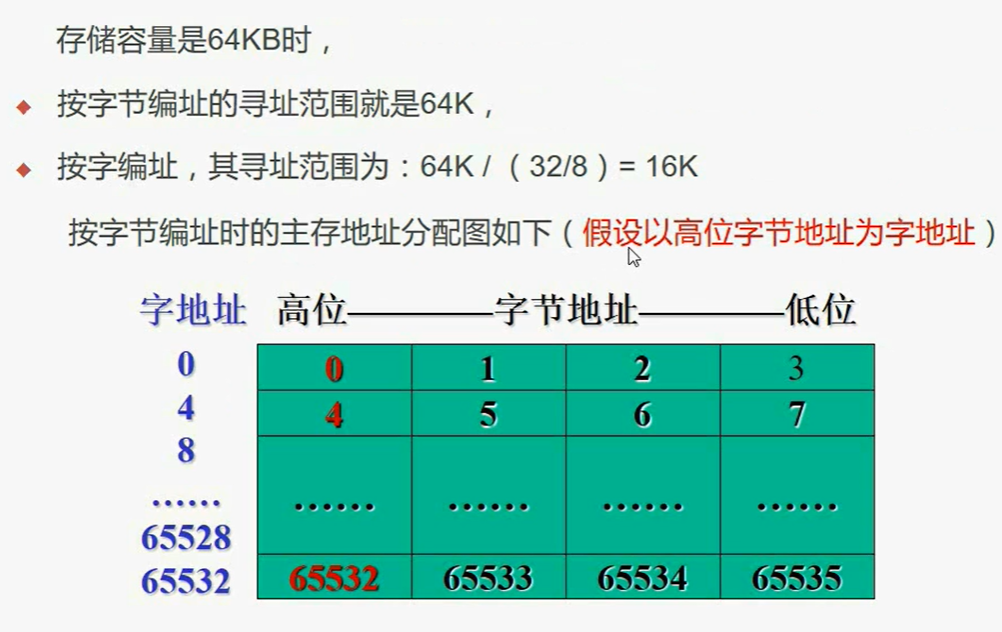 存储容量是64KB时，
◆ 按字节编址的寻址范围就是64K，
◆ 按字编址，其寻址范围为：64K /（32/8）= 16K
按字节编址时的主存地址分配图如下（假设以高位字节地址为字地址）
字地址 高位————字节地址————低位
0 0 1 2 3
4 4 5 6 7
8
…… …… …… …… ……
65528
65532 65532 65533 65534 65535